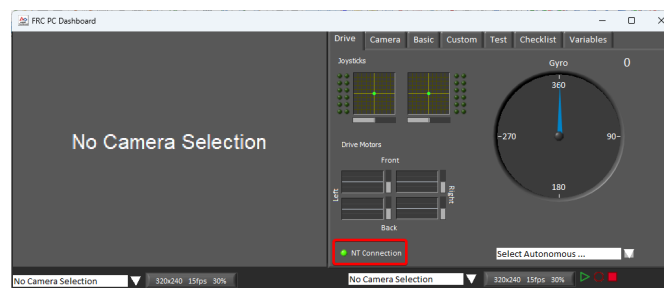 FRC PC Dashboard
Drive Camera Basic Custom Test Checklist Variables
Joysticks
Gyro 0
360
270 90
180
No Camera Selection
Drive Motors
Front
Left Right
Back
NT Connection
Select Autonomous ...
No Camera Selection 320x240 15fps 30%
No Camera Selection 320x240 15fps 30%